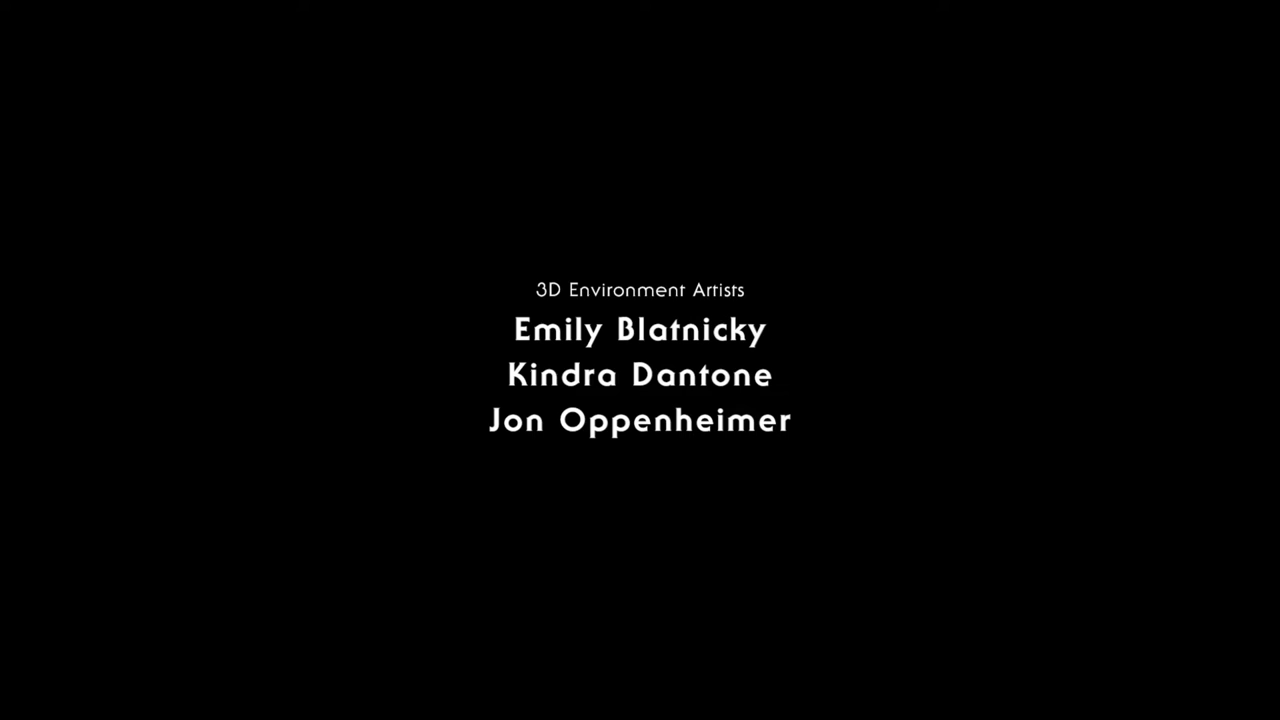 3D Environment Artists
Emily Blatnicky
Kindra Dantone
Jon Oppenheimer